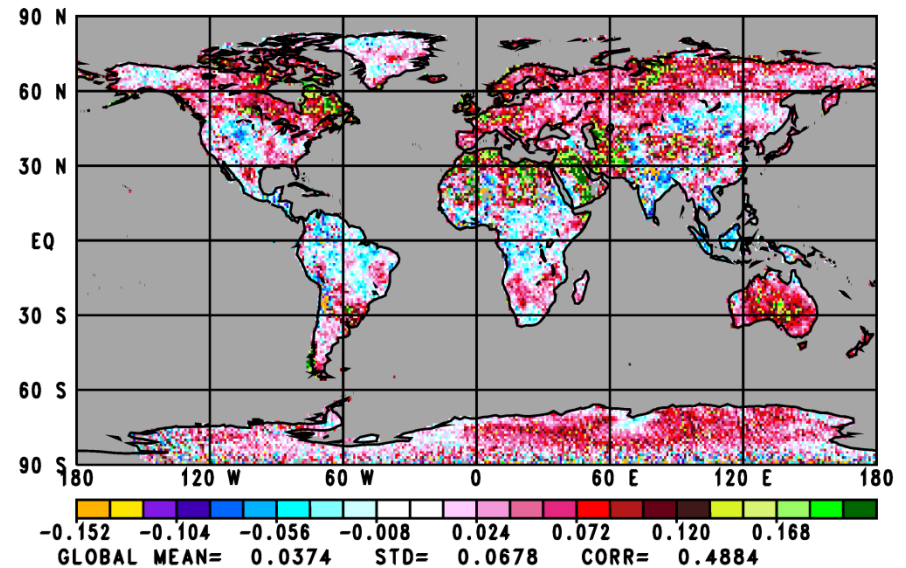 90 N
60 N
30 N
EQ
30 S
60 S
90 S
180 120 W 60 W 0 60 E 120 E 180
-0.152 -0.104 -0.056 -0.008 0.024 0.072 0.120 0.168
GLOBAL MEAN= 0.0374 STD= 0.0678 CORR= 0.4884